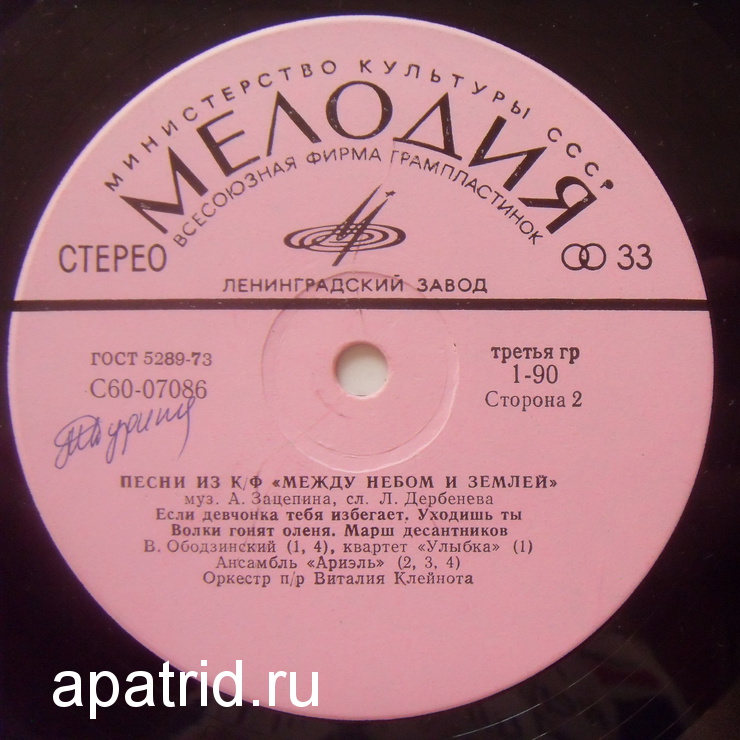 МИНИСТЕРСТВО КУЛЬТУРЫ СССР
МЕЛОДИЯ
ВСЕСОЮЗНАЯ ФИРМА ГРАМПЛАСТИНОК
СТЕРЕО
33
ЛЕНИНГРАДСКИЙ ЗАВОД
ГОСТ 5289-73
С60-07086
третья гр
1-90
Сторона 2
ПЕСНИ ИЗ К/Ф «МЕЖДУ НЕБОМ И ЗЕМЛЕЙ»
муз. А. Зацепина, сл. Л. Дербенева
Если девчонка тебя избегает. Уходишь ты
Волки гонят оленя. Марш десантников
В. Ободзинский (1, 4), квартет «Улыбка» (1)
Ансамбль «Ариэль» (2, 3, 4)
Оркестр п/р Виталия Клейнота
apatrid.ru